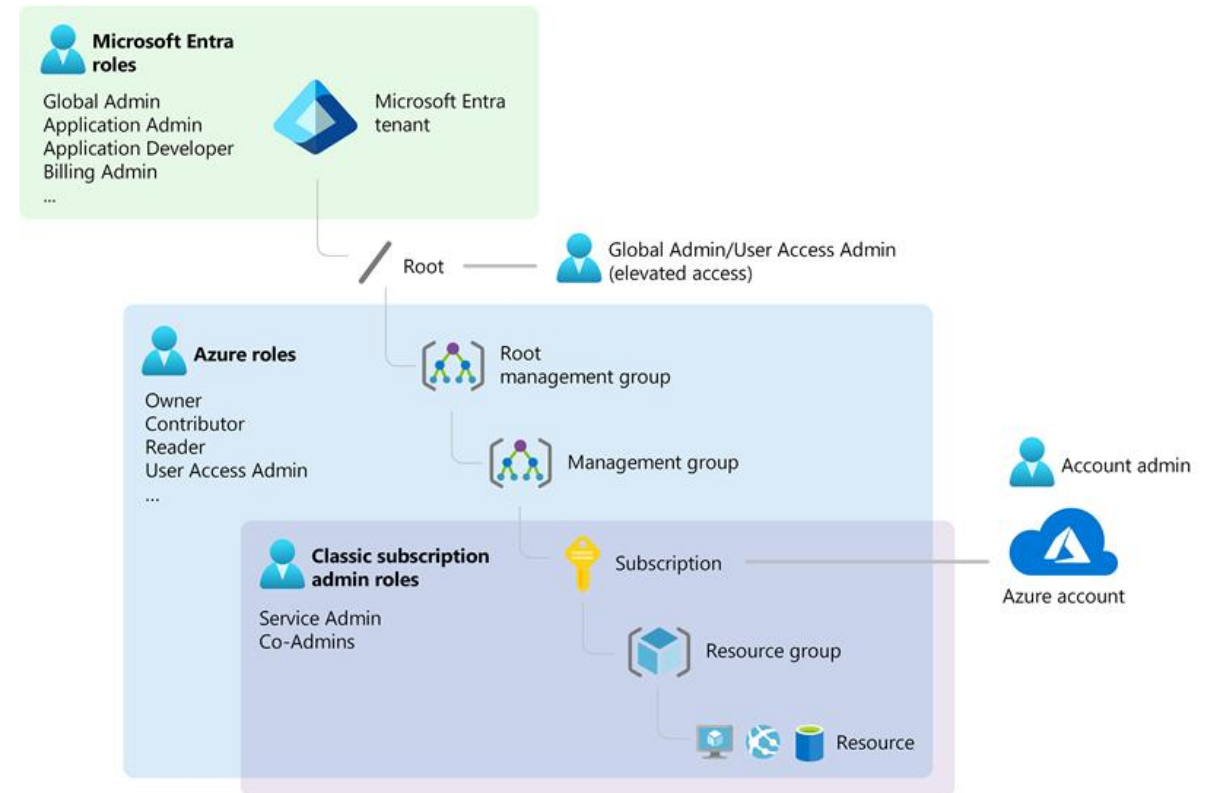 Microsoft Entra
roles
Global Admin
Application Admin
Application Developer
Billing Admin
...
Microsoft Entra
tenant
Root
Global Admin/User Access Admin
(elevated access)
Azure roles
Owner
Contributor
Reader
User Access Admin
...
Root
management group
Management group
Account admin
Azure account
Classic subscription
admin roles
Service Admin
Co-Admins
Subscription
Resource group
Resource